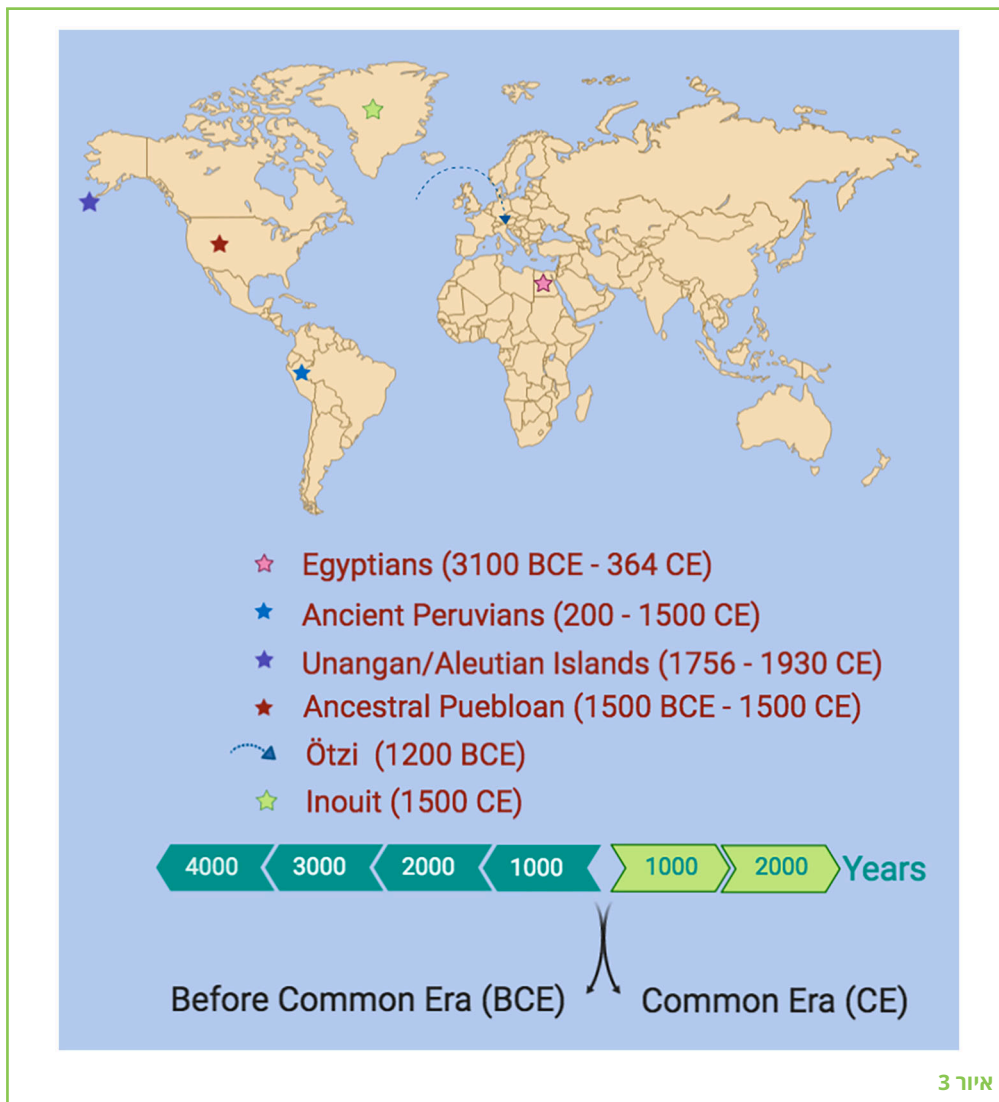 Egyptians (3100 BCE - 364 CE)
Ancient Peruvians (200 - 1500 CE)
Unangan/Aleutian Islands (1756 - 1930 CE)
Ancestral Puebloan (1500 BCE - 1500 CE)
Ötzi (1200 BCE)
Inouit (1500 CE)
4000 3000 2000 1000 1000 2000 Years
Before Common Era (BCE) Common Era (CE)
איור 3